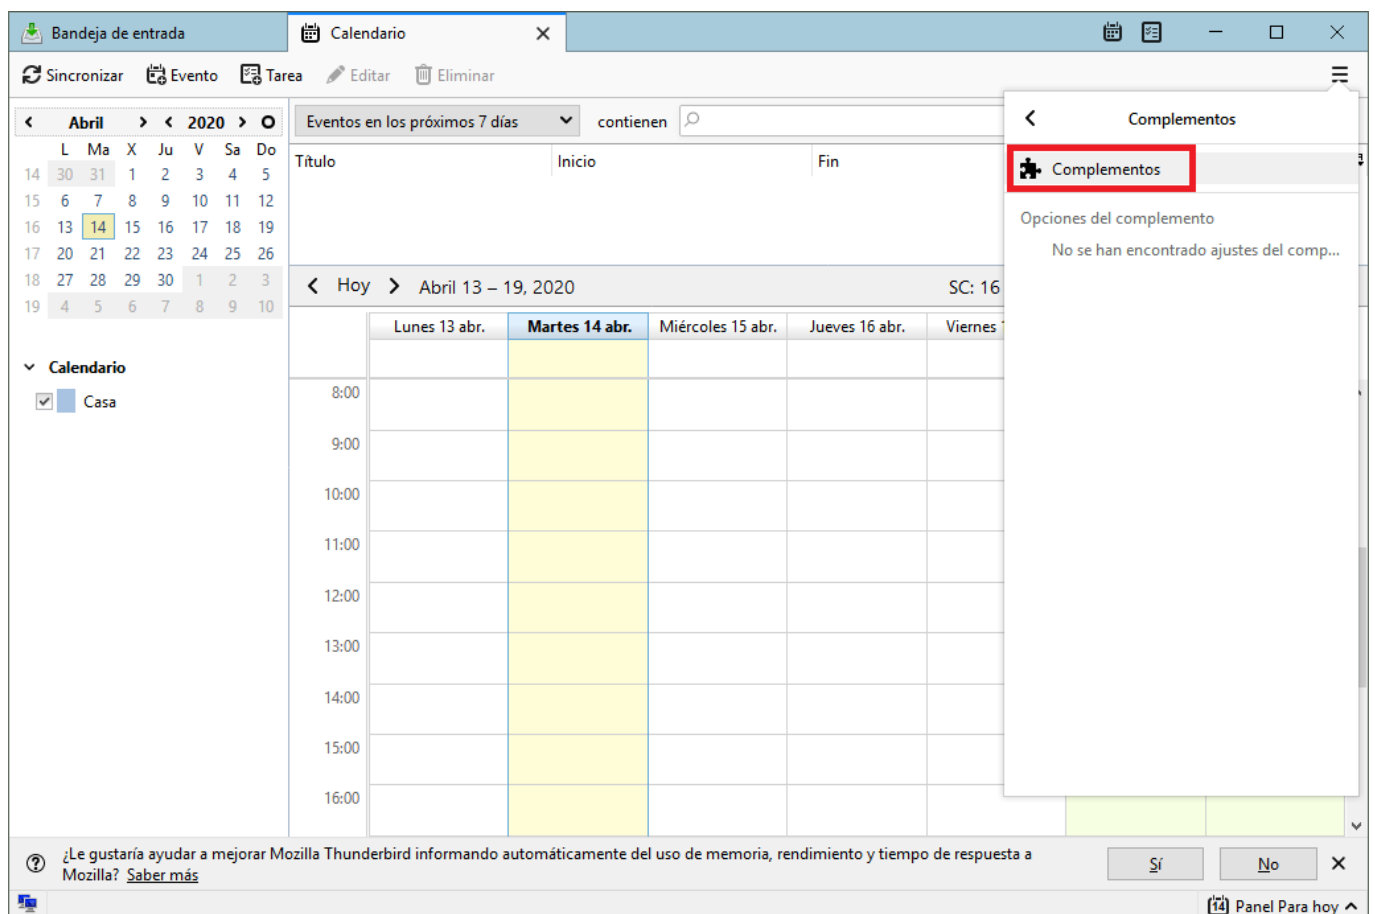 Bandeja de entrada
Calendario
Sincronizar Evento Tarea Editar Eliminar
Abril 2020
L Ma X Ju V Sa Do
14 30 31 1 2 3 4 5
15 6 7 8 9 10 11 12
16 13 14 15 16 17 18 19
17 20 21 22 23 24 25 26
18 27 28 29 30 1 2 3
19 4 5 6 7 8 9 10
Calendario
Casa
Eventos en los próximos 7 días contienen
Título Inicio Fin
Hoy Abril 13 – 19, 2020 SC: 16
Lunes 13 abr. Martes 14 abr. Miércoles 15 abr. Jueves 16 abr. Viernes
8:00
9:00
10:00
11:00
12:00
13:00
14:00
15:00
16:00
Complementos
Complementos
Opciones del complemento
No se han encontrado ajustes del comp...
¿Le gustaría ayudar a mejorar Mozilla Thunderbird informando automáticamente del uso de memoria, rendimiento y tiempo de respuesta a
Mozilla? Saber más
Sí No
14 Panel Para hoy